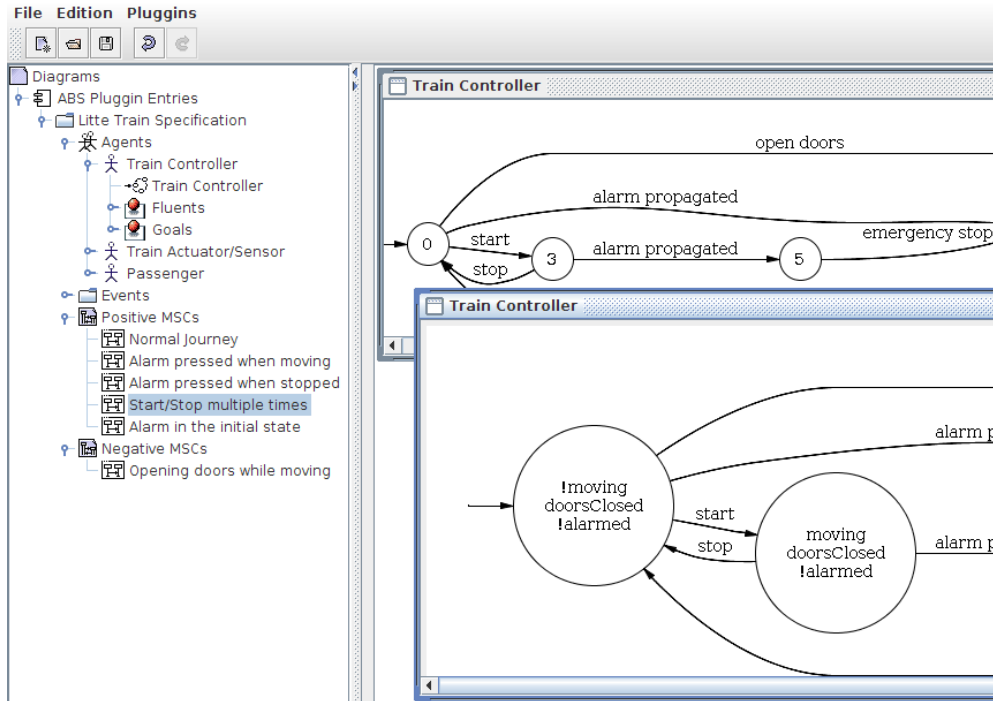 File Edition Pluggins
Diagrams
ABS Pluggin Entries
Litte Train Specification
Agents
Train Controller
Train Controller
Fluents
Goals
Train Actuator/Sensor
Passenger
Events
Positive MSCs
Normal Journey
Alarm pressed when moving
Alarm pressed when stopped
Start/Stop multiple times
Alarm in the initial state
Negative MSCs
Opening doors while moving
Train Controller
open doors
alarm propagated
emergency stop
0
start
3
alarm propagated
5
stop
Train Controller
alarm p
!moving
doorsClosed
!alarmed
start
stop
moving
doorsClosed
!alarmed
alarm p